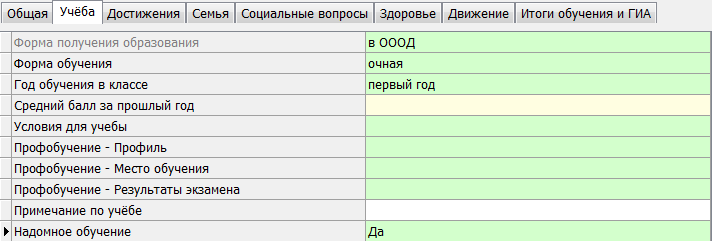 Общая Учёба Достижения Семья Социальные вопросы Здоровье Движение Итоги обучения и ГИА
Форма получения образования в ОООД
Форма обучения очная
Год обучения в классе первый год
Средний балл за прошлый год
Условия для учебы
Профобучение - Профиль
Профобучение - Место обучения
Профобучение - Результаты экзамена
Примечание по учёбе
Надомное обучение Да